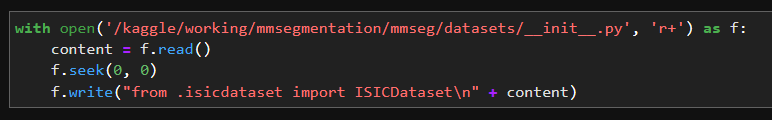 with open('/kaggle/working/mmsegmentation/mmseg/datasets/__init__.py', 'r+') as f:
    content = f.read()
    f.seek(0, 0)
    f.write("from .isicdataset import ISICDataset\n" + content)